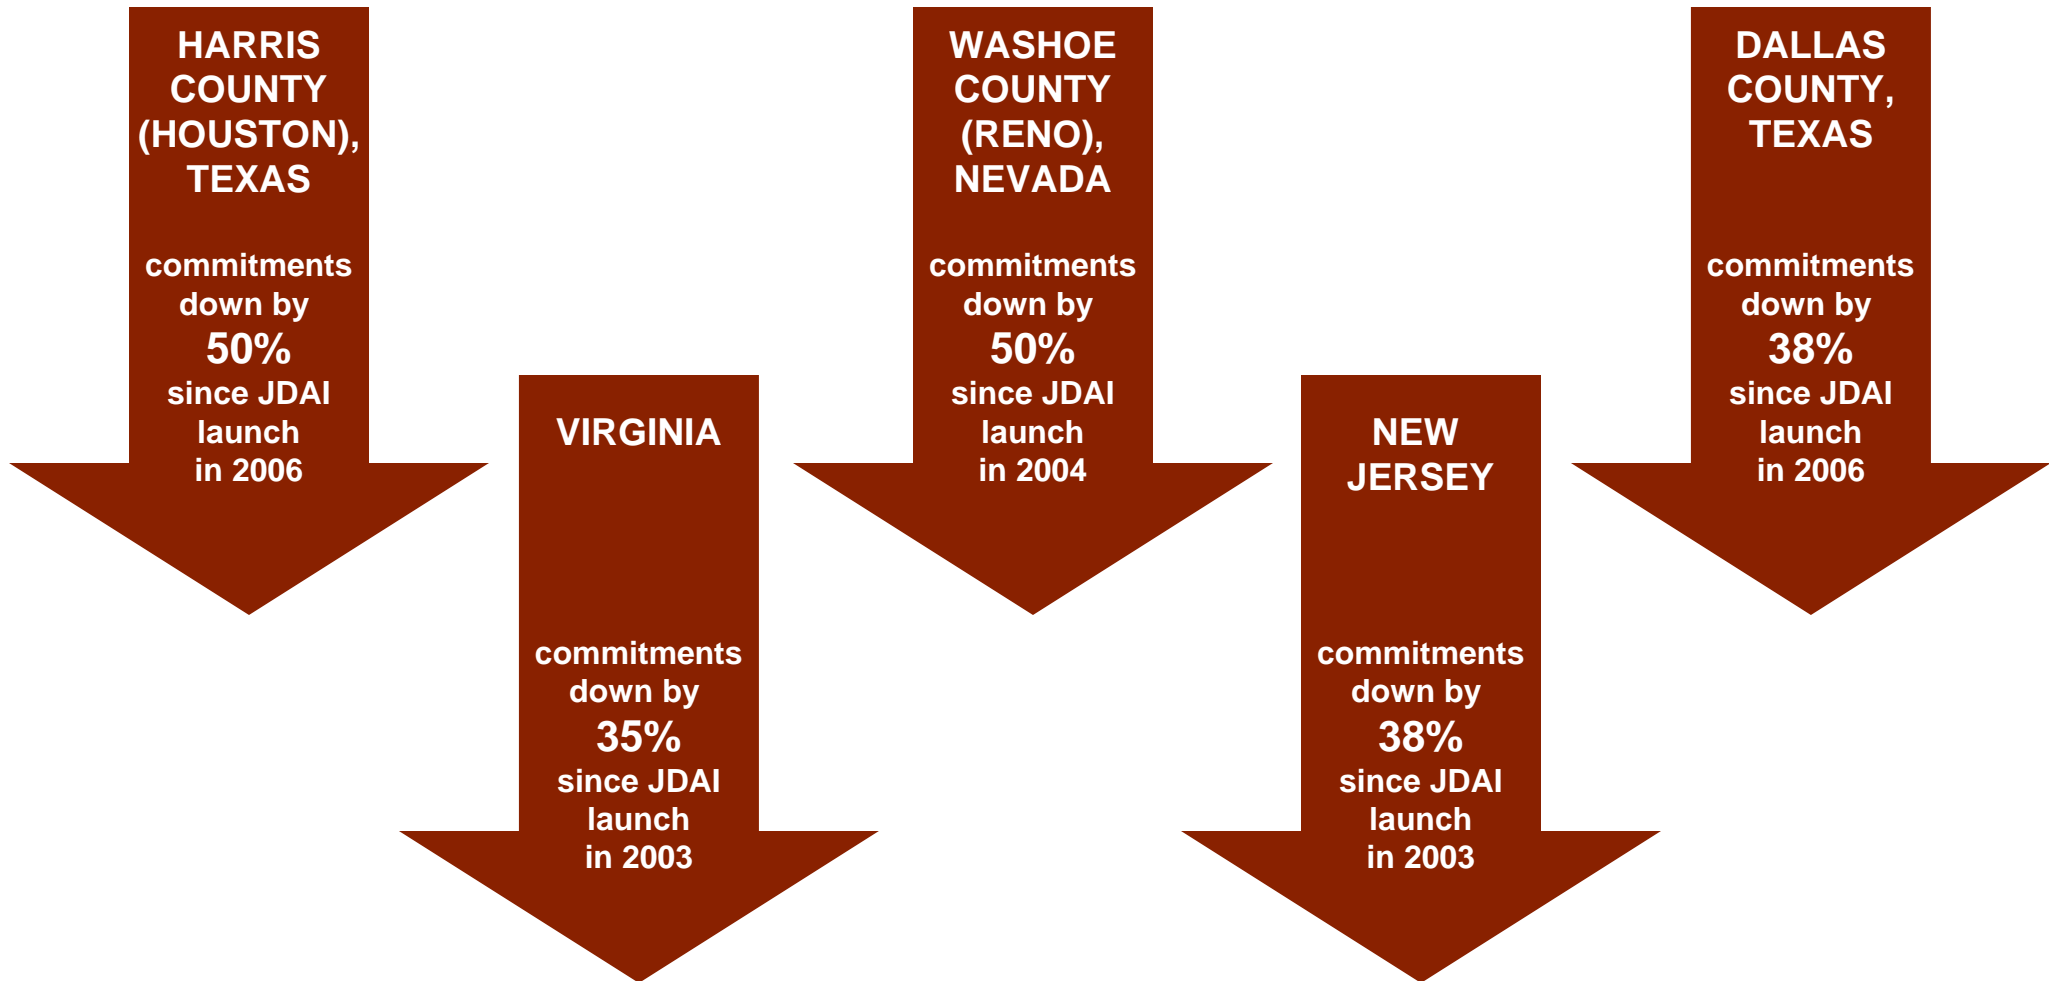 HARRIS
COUNTY
(HOUSTON),
TEXAS
commitments
down by
50%
since JDAI
launch
in 2006
VIRGINIA
commitments
down by
35%
since JDAI
launch
in 2003
WASHOE
COUNTY
(RENO),
NEVADA
commitments
down by
50%
since JDAI
launch
in 2004
NEW
JERSEY
commitments
down by
38%
since JDAI
launch
in 2003
DALLAS
COUNTY,
TEXAS
commitments
down by
38%
since JDAI
launch
in 2006